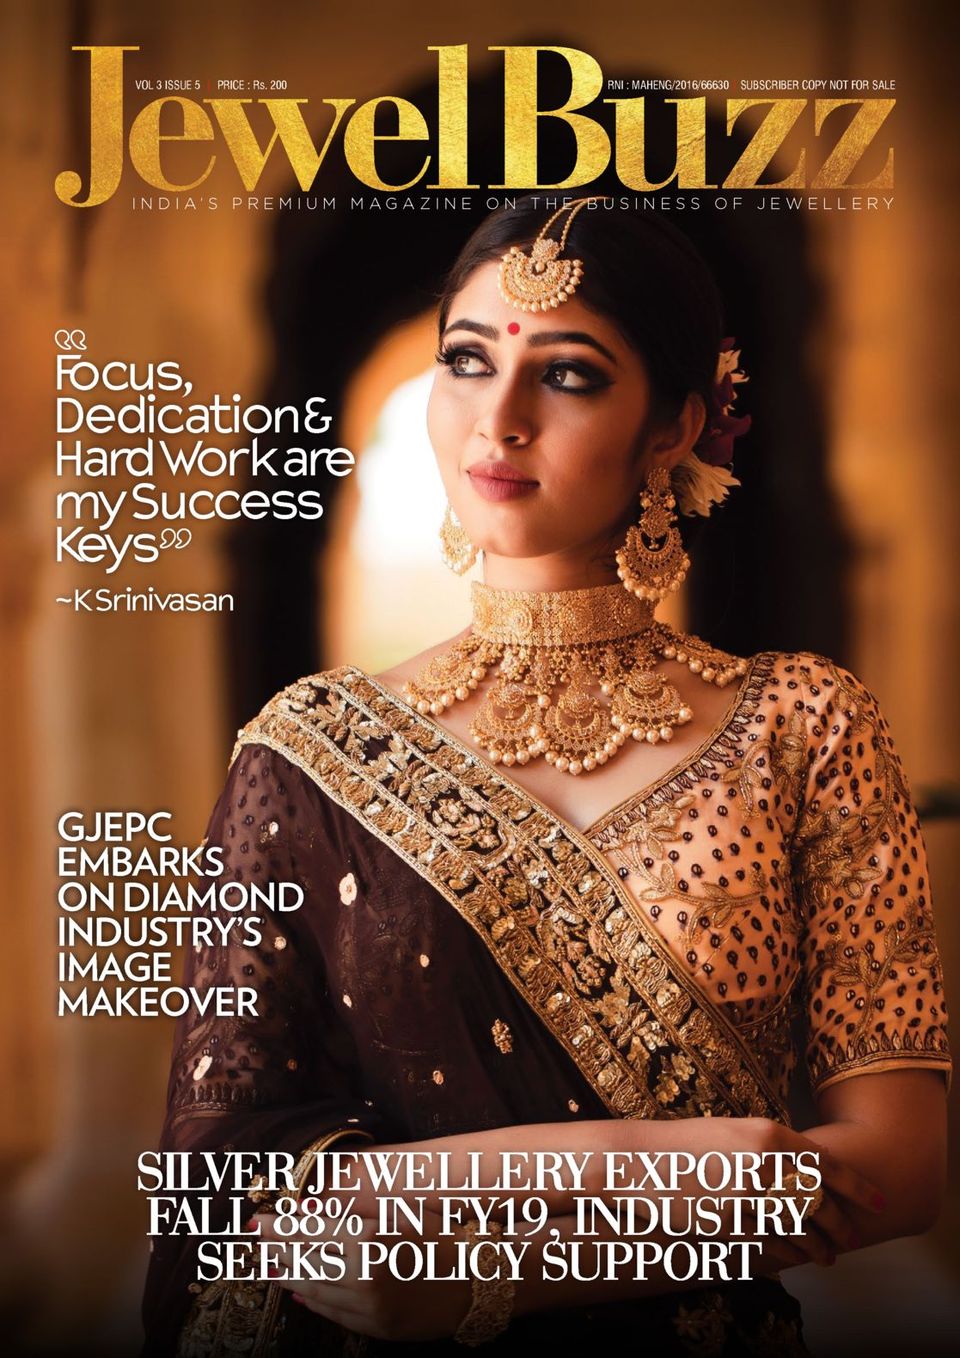 VOL 3 ISSUE 5 | PRICE : Rs. 200
RNI : MAHENG/2016/66630 | SUBSCRIBER COPY NOT FOR SALE
JewelBuzz
INDIA'S PREMIUM MAGAZINE ON THE BUSINESS OF JEWELLERY
“Focus,
Dedication &
Hard Work are
my Success
Keys”
~K Srinivasan
GJEPC
EMBARKS
ON DIAMOND
INDUSTRY'S
IMAGE
MAKEOVER
SILVER JEWELLERY EXPORTS
FALL 88% IN FY19, INDUSTRY
SEEKS POLICY SUPPORT